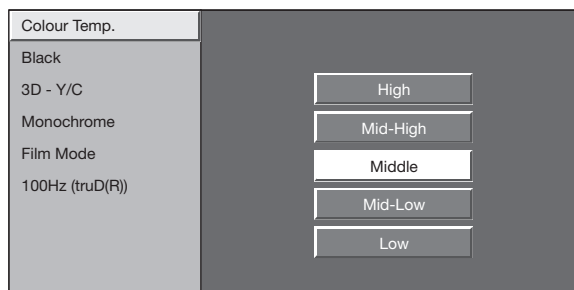 Colour Temp.
Black
3D - Y/C
Monochrome
Film Mode
100Hz (truD(R))
High
Mid-High
Middle
Mid-Low
Low